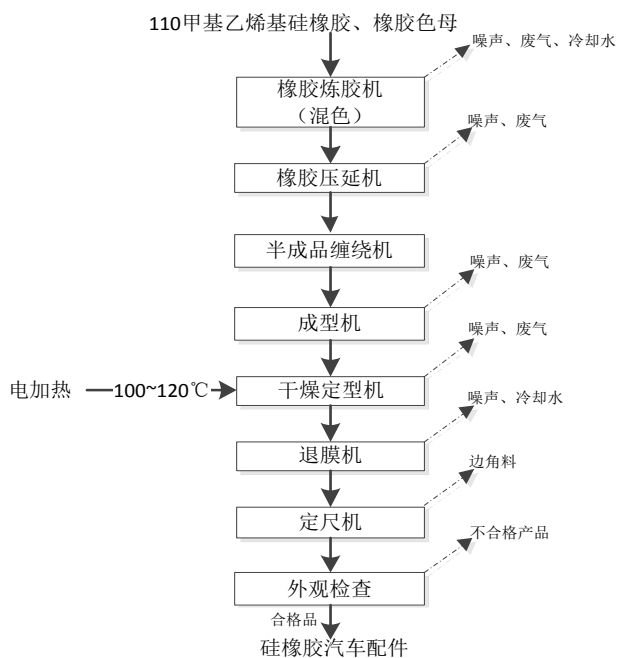 110甲基乙烯基硅橡胶、橡胶色母
噪声、废气、冷却水
橡胶炼胶机
（混色）
噪声、废气
橡胶压延机
半成品缠绕机
噪声、废气
成型机
噪声、废气
电加热
100~120℃
干燥定型机
噪声、冷却水
退膜机
边角料
定尺机
不合格产品
外观检查
合格品
硅橡胶汽车配件